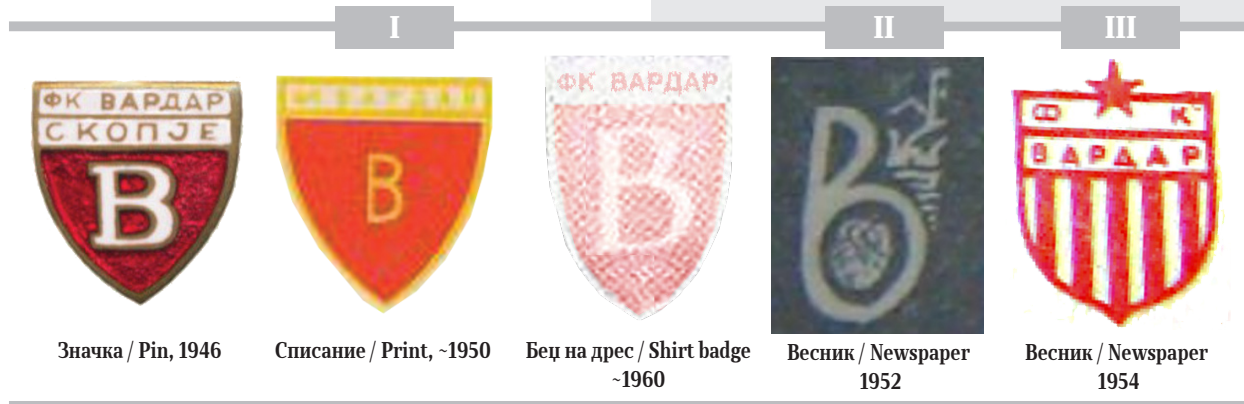 I
II
III
ФК ВАРДАР
СКОПЈЕ
В
В
ФК ВАРДАР
В
В
Ф К
ВАРДАР
Значка / Pin, 1946
Списание / Print, ~1950
Беџ на дрес / Shirt badge
~1960
Весник / Newspaper
1952
Весник / Newspaper
1954